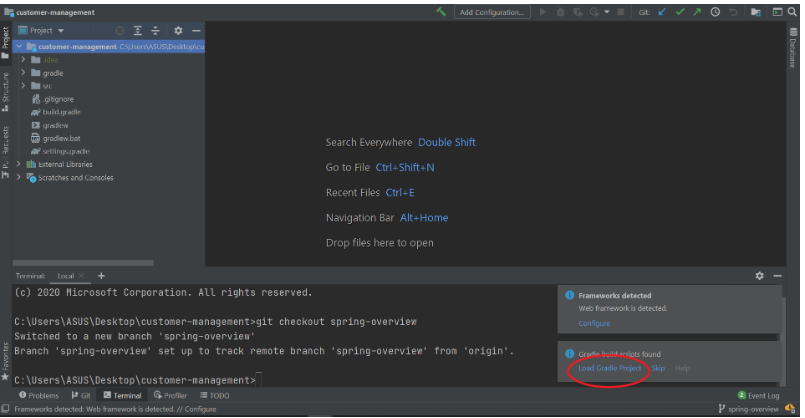 customer-management
Add Configuration...
Git:
Project
customer-management C:\Users\ASUS\Desktop\cu
.idea
gradle
src
.gitignore
build.gradle
gradlew
gradlew.bat
settings.gradle
External Libraries
Scratches and Consoles
Project
Structure
Pull Requests
Favorites
Database
Search Everywhere Double Shift
Go to File Ctrl+Shift+N
Recent Files Ctrl+E
Navigation Bar Alt+Home
Drop files here to open
Terminal: Local × +
(c) 2020 Microsoft Corporation. All rights reserved.
C:\Users\ASUS\Desktop\customer-management>git checkout spring-overview
Switched to a new branch 'spring-overview'
Branch 'spring-overview' set up to track remote branch 'spring-overview' from 'origin'.
C:\Users\ASUS\Desktop\customer-management>
Frameworks detected
Web framework is detected.
Configure
Gradle build scripts found
Load Gradle Project Skip Help
Problems Git Terminal Profiler TODO
2 Event Log
Frameworks detected: Web framework is detected. // Configure
spring-overview